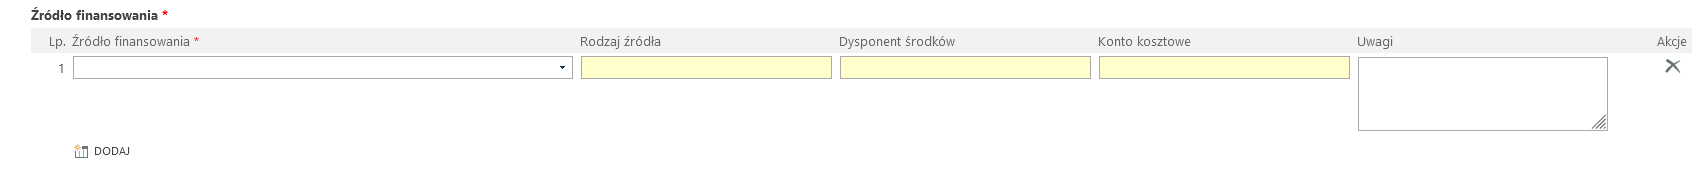 Źródło finansowania *
Lp. Źródło finansowania * Rodzaj źródła Dysponent środków Konto kosztowe Uwagi Akcje
1
DODAJ